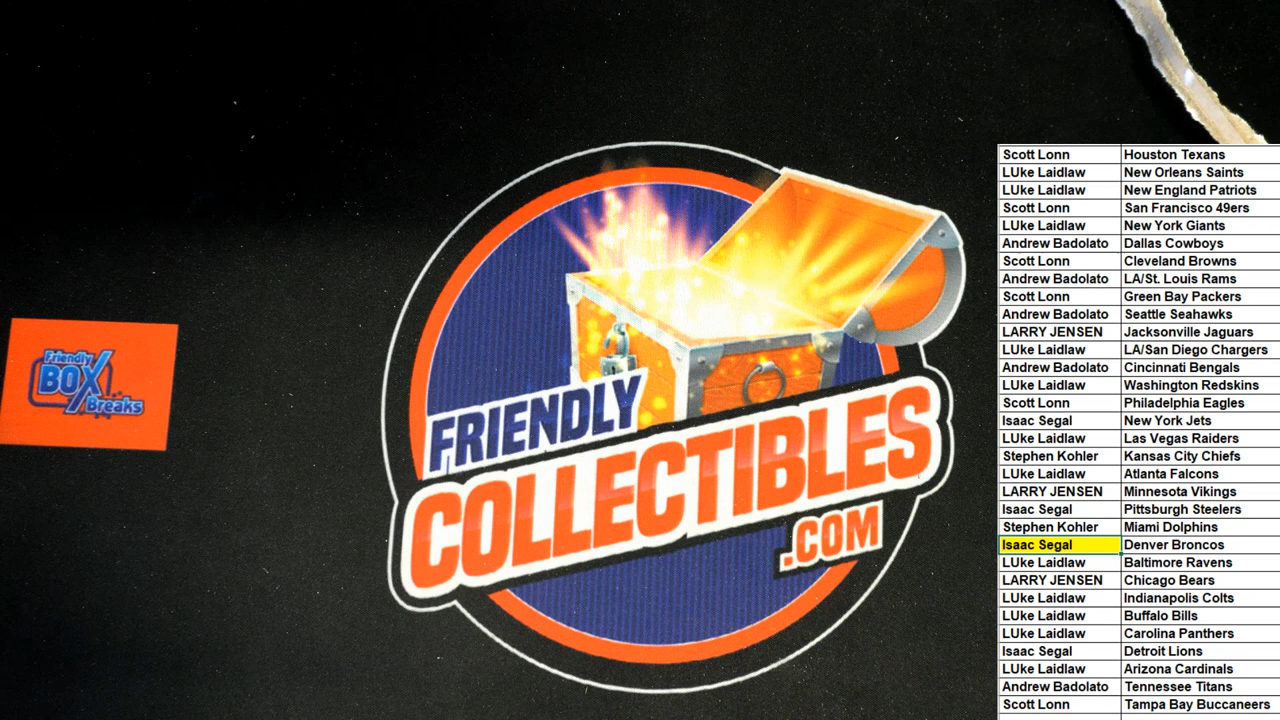 Friendly
BOX
Breaks
FRIENDLY
COLLECTIBLES
.COM
Scott Lonn Houston Texans
LUke Laidlaw New Orleans Saints
LUke Laidlaw New England Patriots
Scott Lonn San Francisco 49ers
LUke Laidlaw New York Giants
Andrew Badolato Dallas Cowboys
Scott Lonn Cleveland Browns
Andrew Badolato LA/St. Louis Rams
Scott Lonn Green Bay Packers
Andrew Badolato Seattle Seahawks
LARRY JENSEN Jacksonville Jaguars
LUke Laidlaw LA/San Diego Chargers
Andrew Badolato Cincinnati Bengals
LUke Laidlaw Washington Redskins
Scott Lonn Philadelphia Eagles
Isaac Segal New York Jets
LUke Laidlaw Las Vegas Raiders
Stephen Kohler Kansas City Chiefs
LUke Laidlaw Atlanta Falcons
LARRY JENSEN Minnesota Vikings
Isaac Segal Pittsburgh Steelers
Stephen Kohler Miami Dolphins
Isaac Segal Denver Broncos
LUke Laidlaw Baltimore Ravens
LARRY JENSEN Chicago Bears
LUke Laidlaw Indianapolis Colts
LUke Laidlaw Buffalo Bills
LUke Laidlaw Carolina Panthers
Isaac Segal Detroit Lions
LUke Laidlaw Arizona Cardinals
Andrew Badolato Tennessee Titans
Scott Lonn Tampa Bay Buccaneers